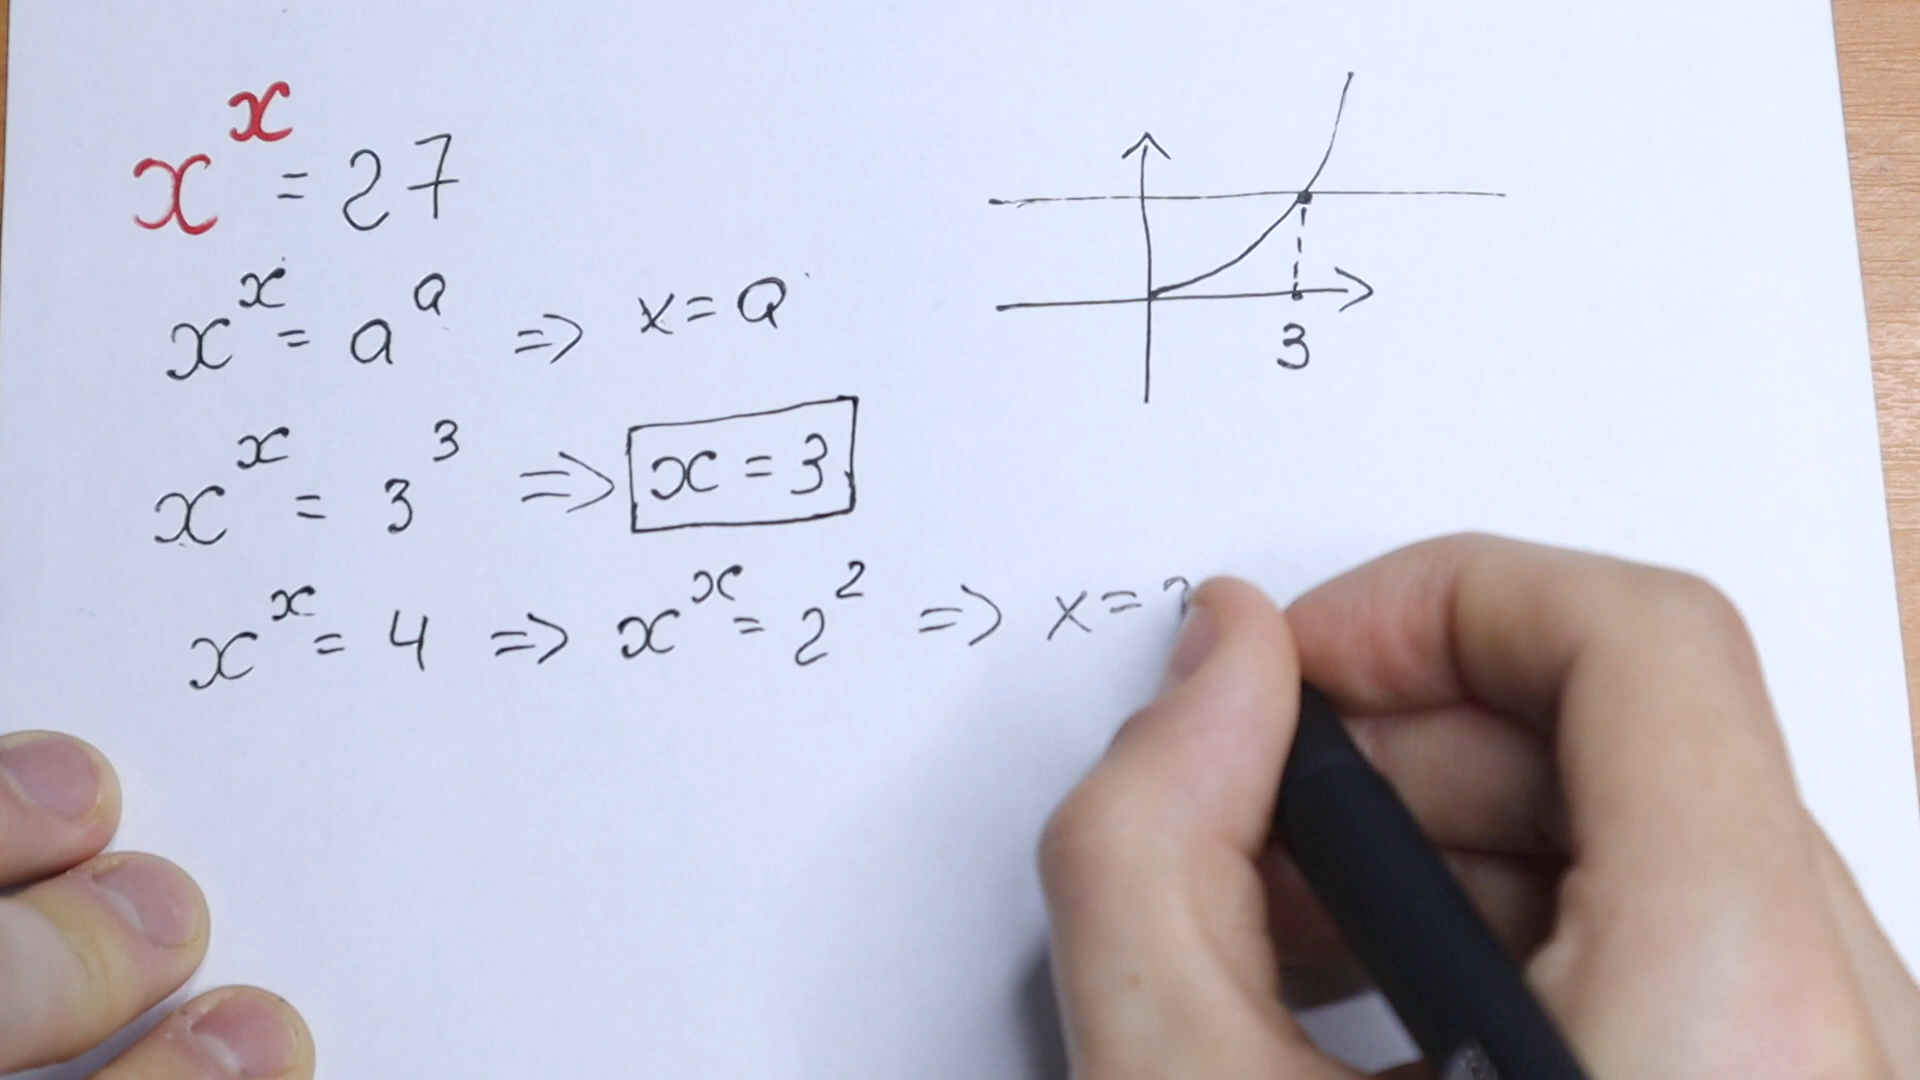 x^x = 27
x^x = a^a => x = a
x^x = 3^3 => x = 3
x^x = 4 => x^x = 2^2 => x =
3